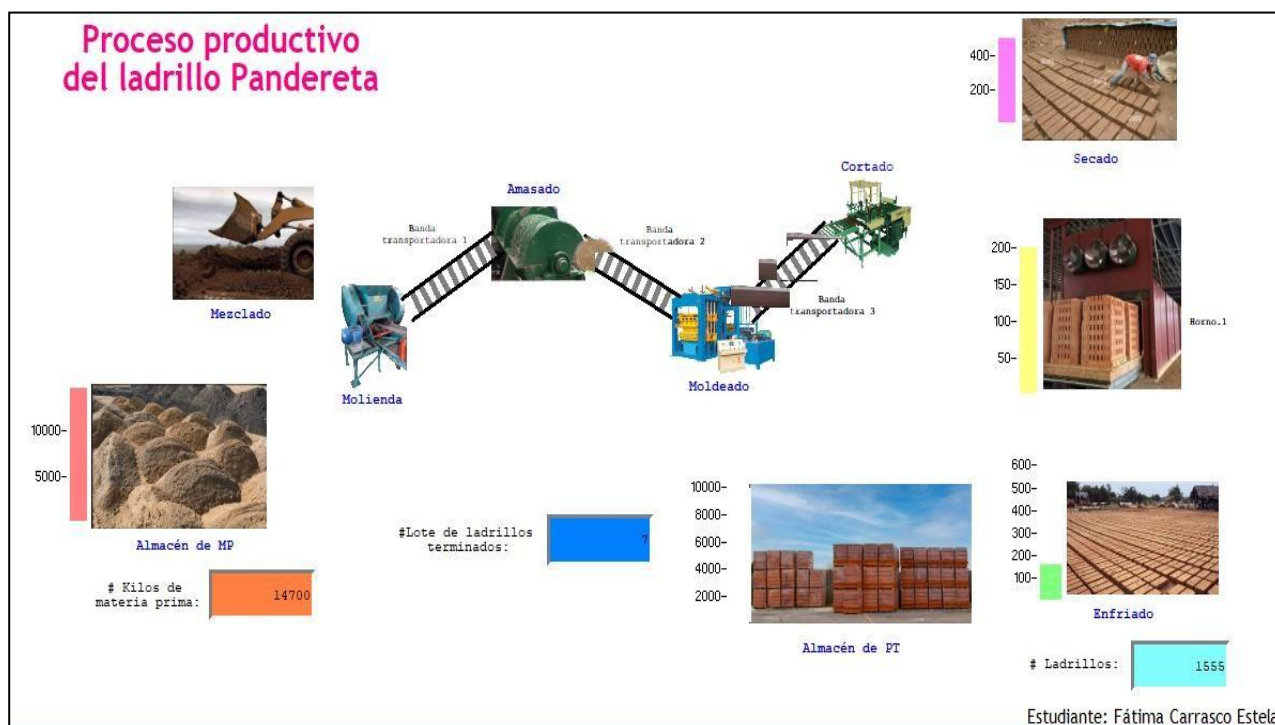 Proceso productivo
del ladrillo Pandereta
400-
200-
Secado
Cortado
Amasado
Banda
transportadora 1
Banda
transportadora 2
Mezclado
Banda
transportadora 3
Molienda
Moldeado
200-
150-
100-
50-
Horno.1
10000-
5000-
Almacén de MP
# Kilos de
materia prima:
14700
#Lote de ladrillos
terminados:
7
10000-
8000-
6000-
4000-
2000-
Almacén de PT
600-
500-
400-
300-
200-
100-
Enfriado
# Ladrillos:
1555
Estudiante: Fátima Carrasco Estela